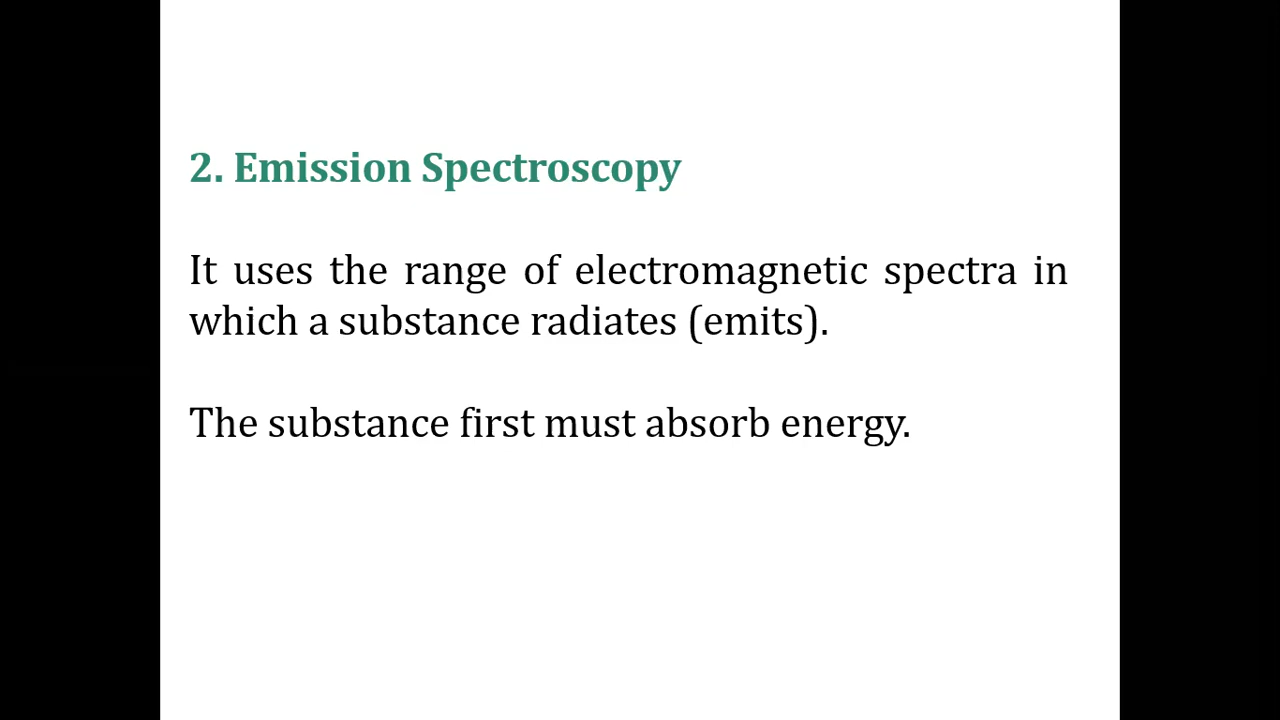 2. Emission Spectroscopy
It uses the range of electromagnetic spectra in
which a substance radiates (emits).
The substance first must absorb energy.